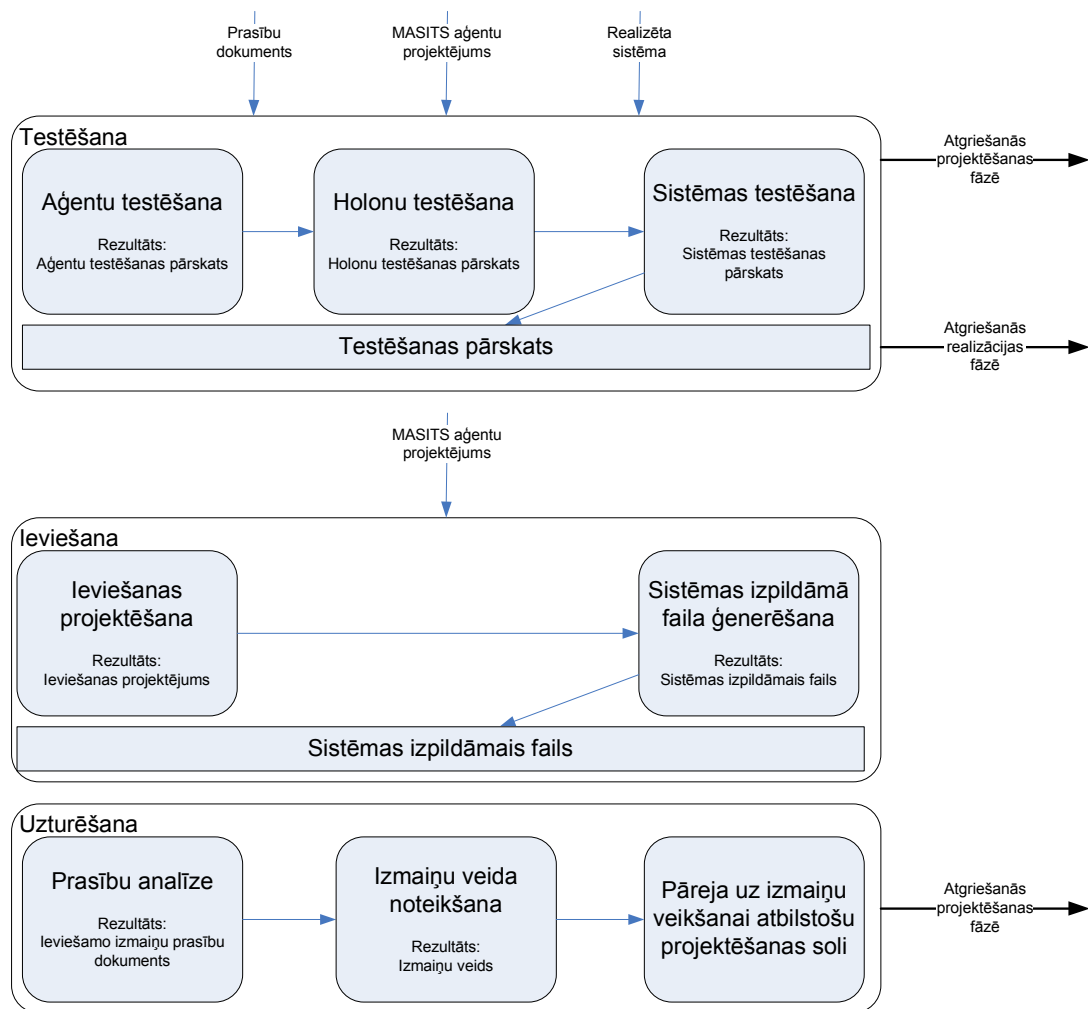 Prasību
dokuments
MASITS aģentu
projektējums
Realizēta
sistēma
Testēšana
Aģentu testēšana
Rezultāts:
Aģentu testēšanas pārskats
Holonu testēšana
Rezultāts:
Holonu testēšanas pārskats
Sistēmas testēšana
Rezultāts:
Sistēmas testēšanas
pārskats
Testēšanas pārskats
Atgriešanās
projektēšanas
fāzē
Atgriešanās
realizācijas
fāzē
MASITS aģentu
projektējums
Ieviešana
Ieviešanas
projektēšana
Rezultāts:
Ieviešanas projektējums
Sistēmas izpildāmā
faila ģenerēšana
Rezultāts:
Sistēmas izpildāmais fails
Sistēmas izpildāmais fails
Uzturēšana
Prasību analīze
Rezultāts:
Ieviešamo izmaiņu prasību
dokuments
Izmaiņu veida
noteikšana
Rezultāts:
Izmaiņu veids
Pāreja uz izmaiņu
veikšanai atbilstošu
projektēšanas soli
Atgriešanās
projektēšanas
fāzē